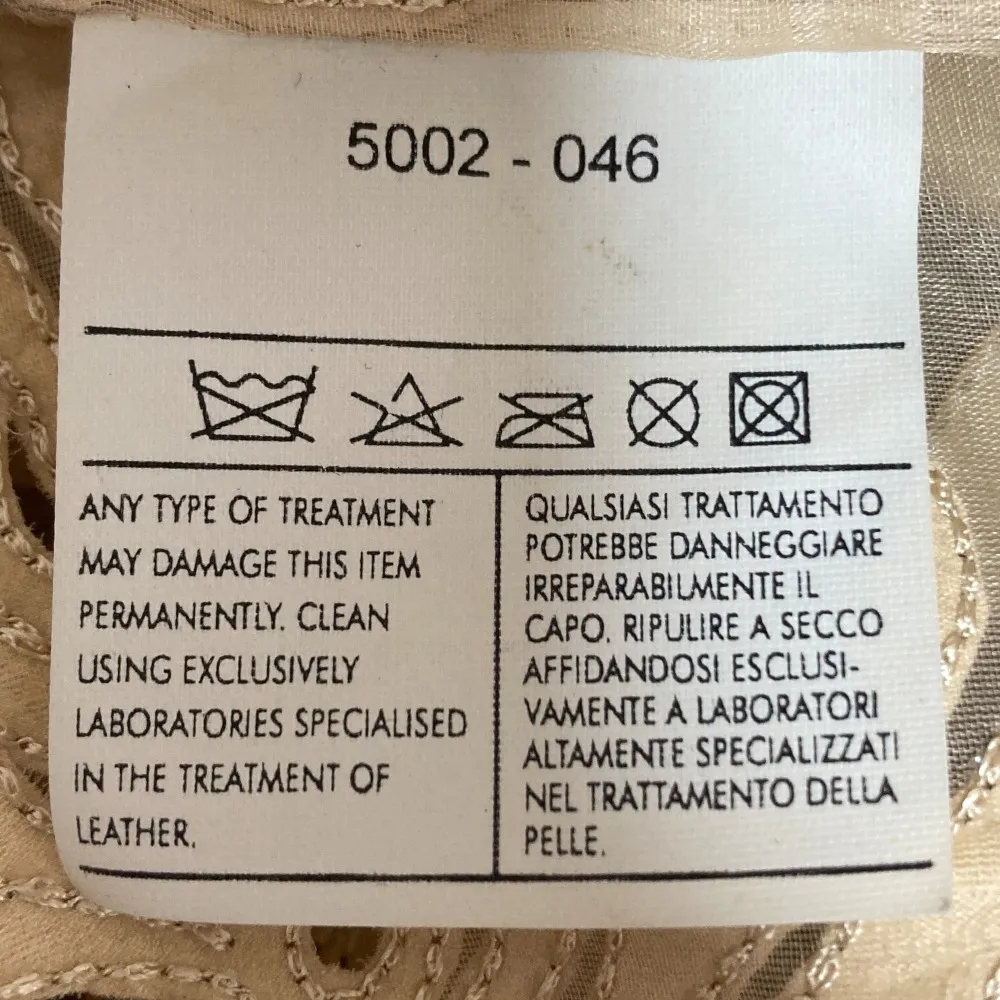 5002 - 046
ANY TYPE OF TREATMENT
MAY DAMAGE THIS ITEM
PERMANENTLY. CLEAN
USING EXCLUSIVELY
LABORATORIES SPECIALISED
IN THE TREATMENT OF
LEATHER.
QUALSIASI TRATTAMENTO
POTREBBE DANNEGGIARE
IRREPARABILMENTE IL
CAPO. RIPULIRE A SECCO
AFFIDANDOSI ESCLUSI-
VAMENTE A LABORATORI
ALTAMENTE SPECIALIZZATI
NEL TRATTAMENTO DELLA
PELLE.